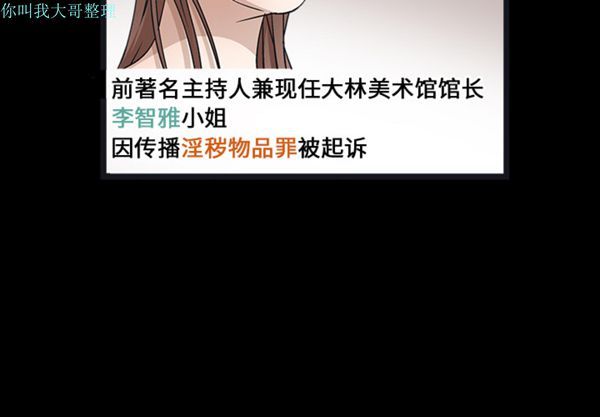 你叫我大哥整理
前著名主持人兼现任大林美术馆馆长
李智雅小姐
因传播淫秽物品罪被起诉